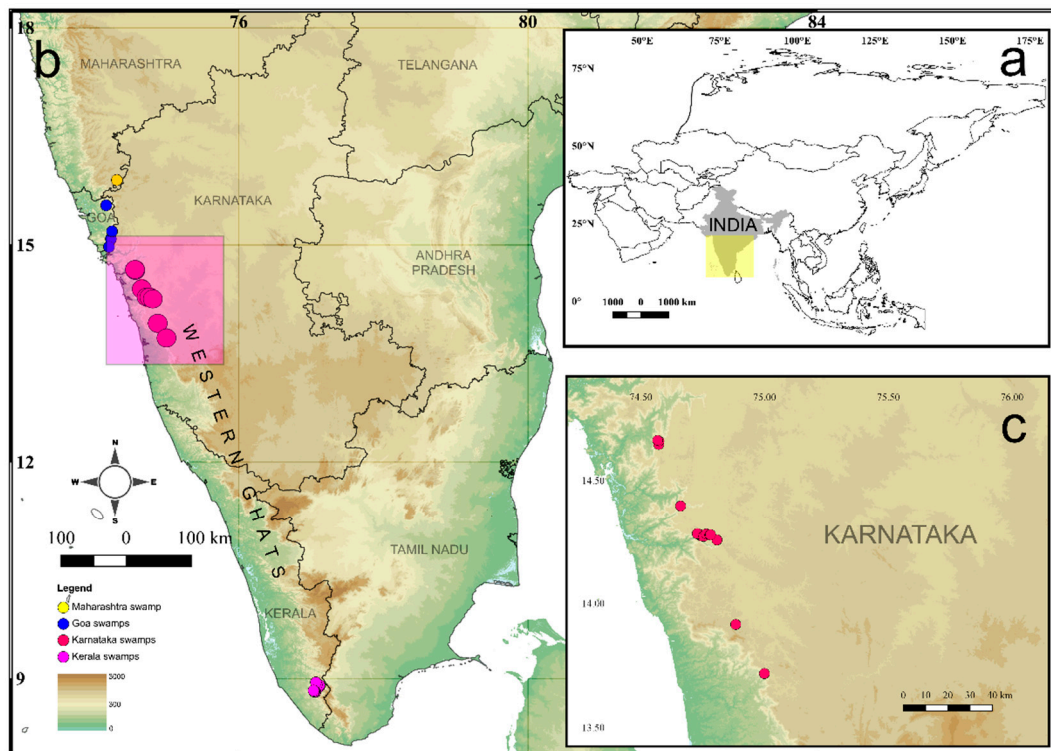 18
76
80
84
b
MAHARASHTRA
TELANGANA
GOA
KARNATAKA
15
ANDHRA
PRADESH
WESTERN GHATS
12
N
W
E
S
100 0 100 km
TAMIL NADU
KERALA
9
Legend
Maharashtra swamp
Goa swamps
Karnataka swamps
Kerala swamps
300
0
50°E 75°E 100°E 125°E 150°E 175°E
a
75°N
50°N
25°N
INDIA
0°
1000 0 1000 km
74.50 75.00 75.50 76.00
c
14.50
KARNATAKA
14.00
0 10 20 30 40 km
13.50